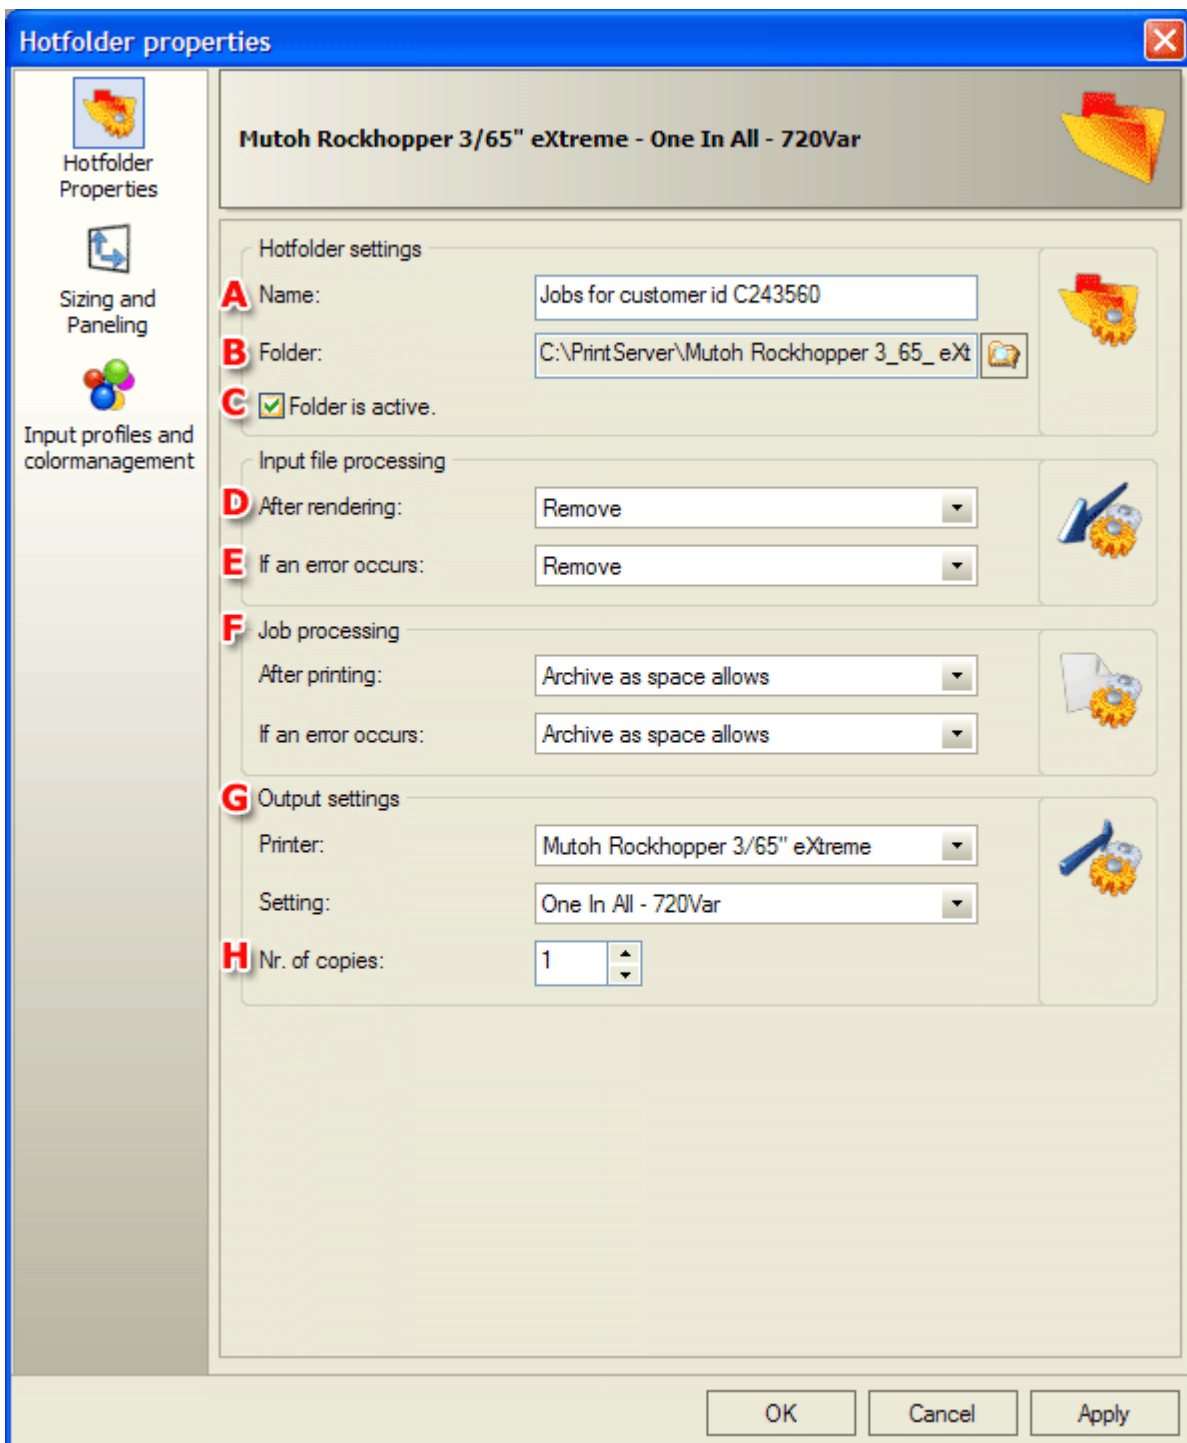 Hotfolder properties
Hotfolder
Properties
Sizing and
Paneling
Input profiles and
colormanagement
Mutoh Rockhopper 3/65" eXtreme - One In All - 720Var
Hotfolder settings
A Name: Jobs for customer id C243560
B Folder: C:\PrintServer\Mutoh Rockhopper 3_65_ eXt
C Folder is active.
Input file processing
D After rendering: Remove
E If an error occurs: Remove
F Job processing
After printing: Archive as space allows
If an error occurs: Archive as space allows
G Output settings
Printer: Mutoh Rockhopper 3/65" eXtreme
Setting: One In All - 720Var
H Nr. of copies: 1
OK Cancel Apply